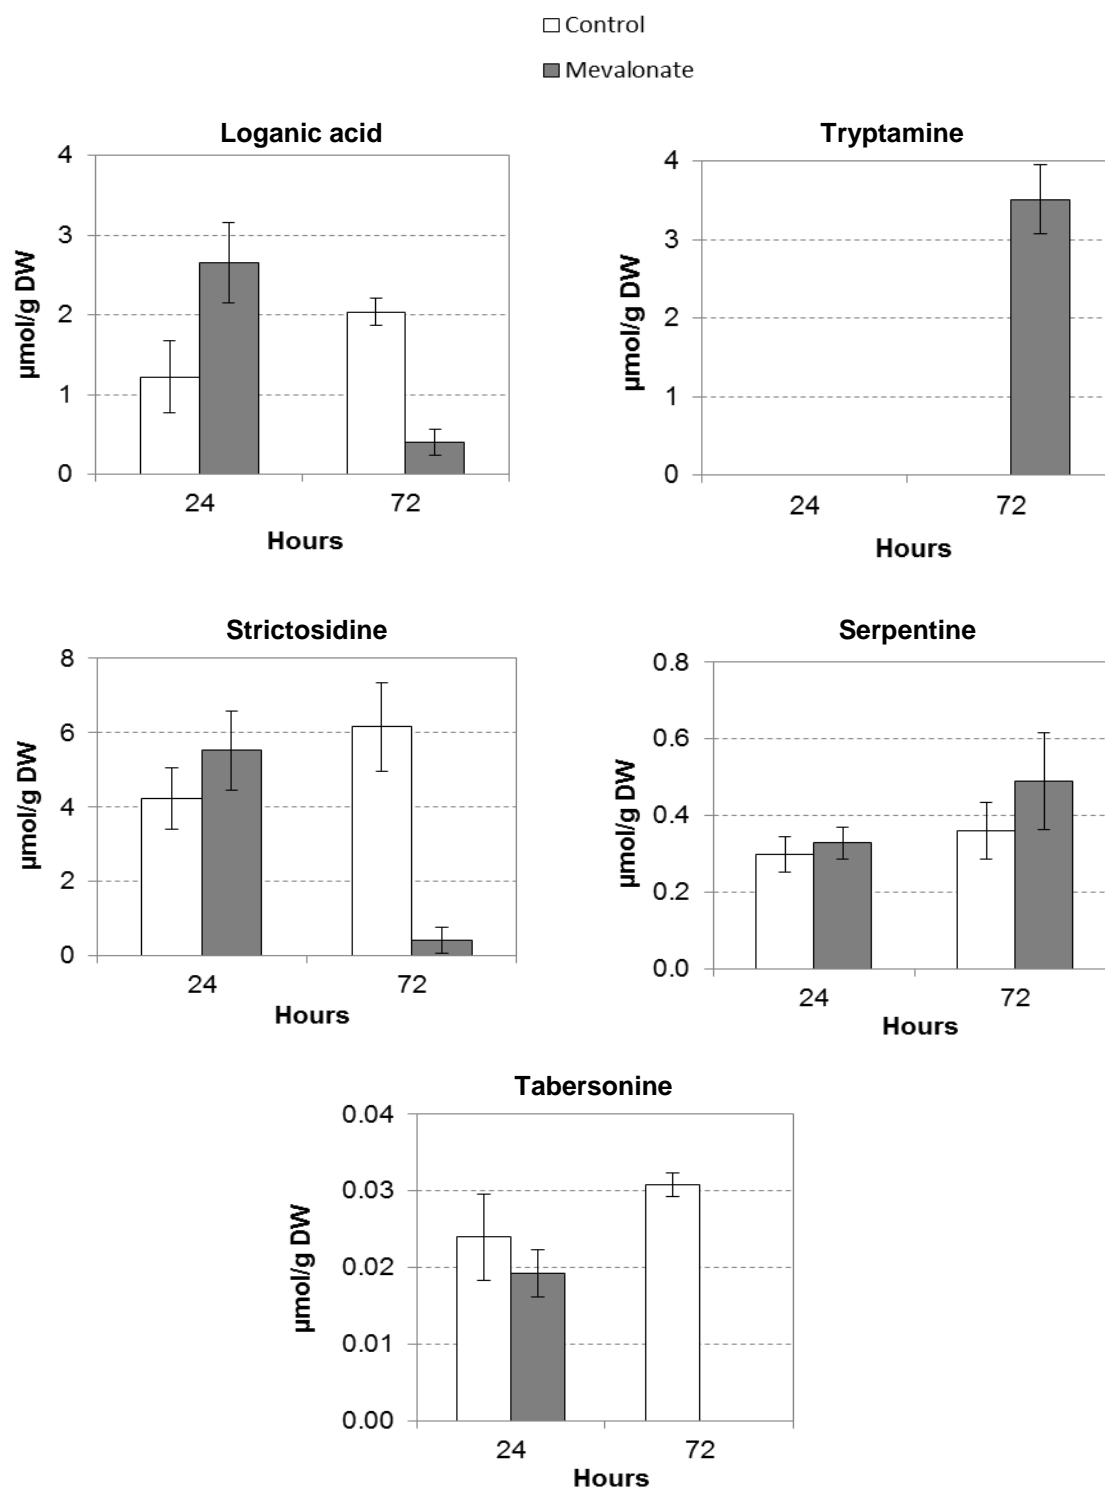 Control
Mevalonate
Loganic acid
4
3
2
1
0
µmol/g DW
24
72
Hours
Tryptamine
4
3
2
1
0
µmol/g DW
24
72
Hours
Strictosidine
8
6
4
2
0
µmol/g DW
24
72
Hours
Serpentine
0.8
0.6
0.4
0.2
0.0
µmol/g DW
24
72
Hours
Tabersonine
0.04
0.03
0.02
0.01
0.00
µmol/g DW
24
72
Hours